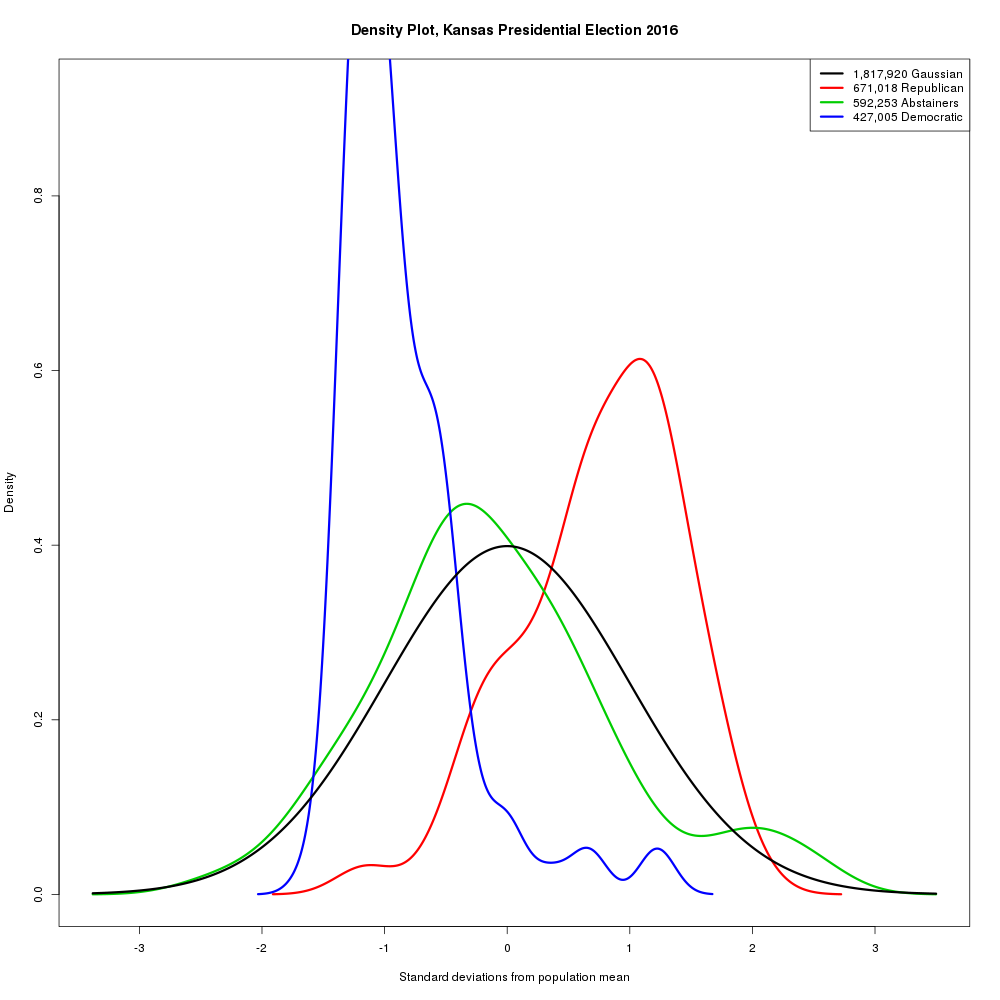 Density Plot, Kansas Presidential Election 2016
1,817,920 Gaussian
671,018 Republican
592,253 Abstainers
427,005 Democratic
Density
0.8
0.6
0.4
0.2
0.0
-3 -2 -1 0 1 2 3
Standard deviations from population mean